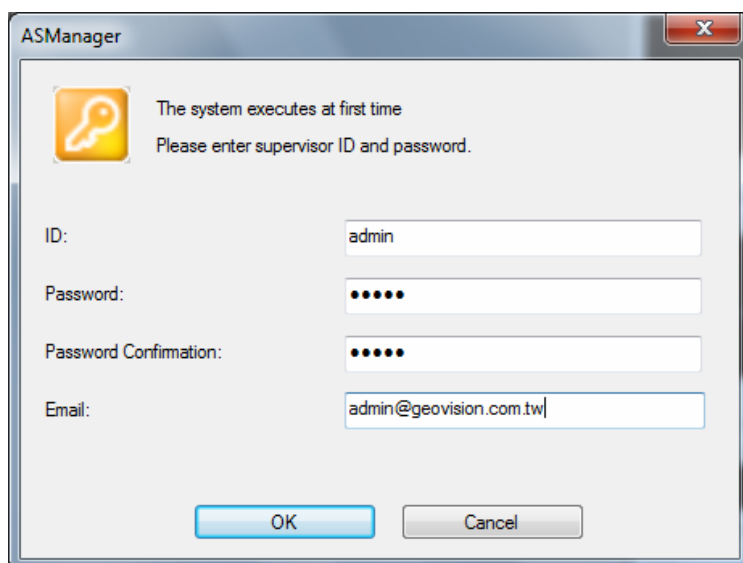 ASManager
The system executes at first time
Please enter supervisor ID and password.
ID:
admin
Password:
•••••
Password Confirmation:
•••••
Email:
admin@geovision.com.tw
OK
Cancel